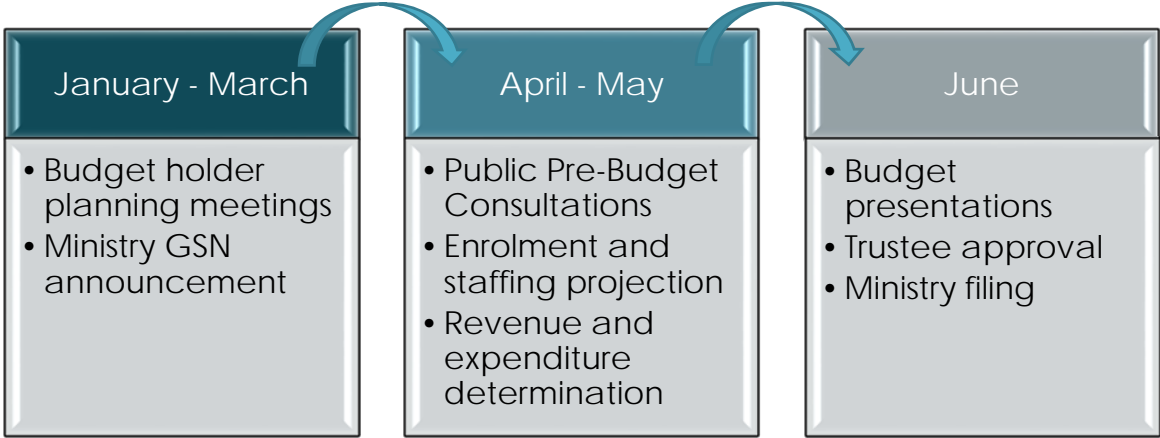 January - March
• Budget holder
planning meetings
• Ministry GSN
announcement
April - May
• Public Pre-Budget
Consultations
• Enrolment and
staffing projection
• Revenue and
expenditure
determination
June
• Budget
presentations
• Trustee approval
• Ministry filing